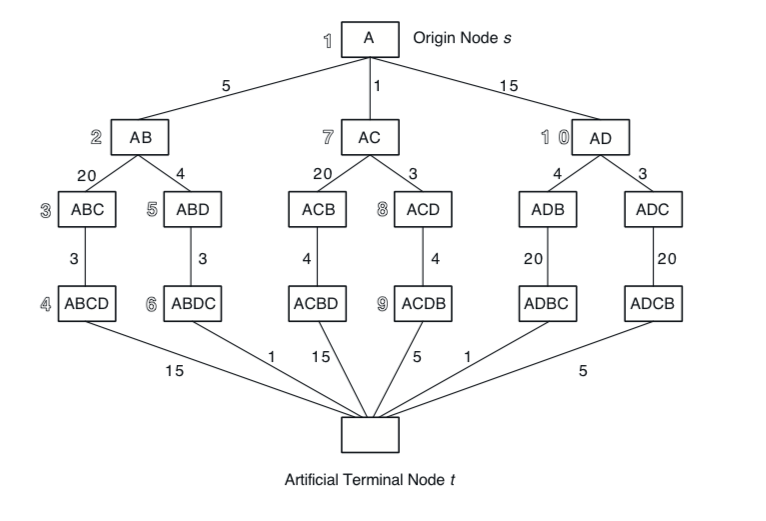 1 A Origin Node s
5 1 15
2 AB 7 AC 1 0 AD
20 4 20 3 4 3
3 ABC 5 ABD ACB 8 ACD ADB ADC
3 3 4 4 20 20
4 ABCD 6 ABDC ACBD 9 ACDB ADBC ADCB
15 1 15 5 1 5
Artificial Terminal Node t